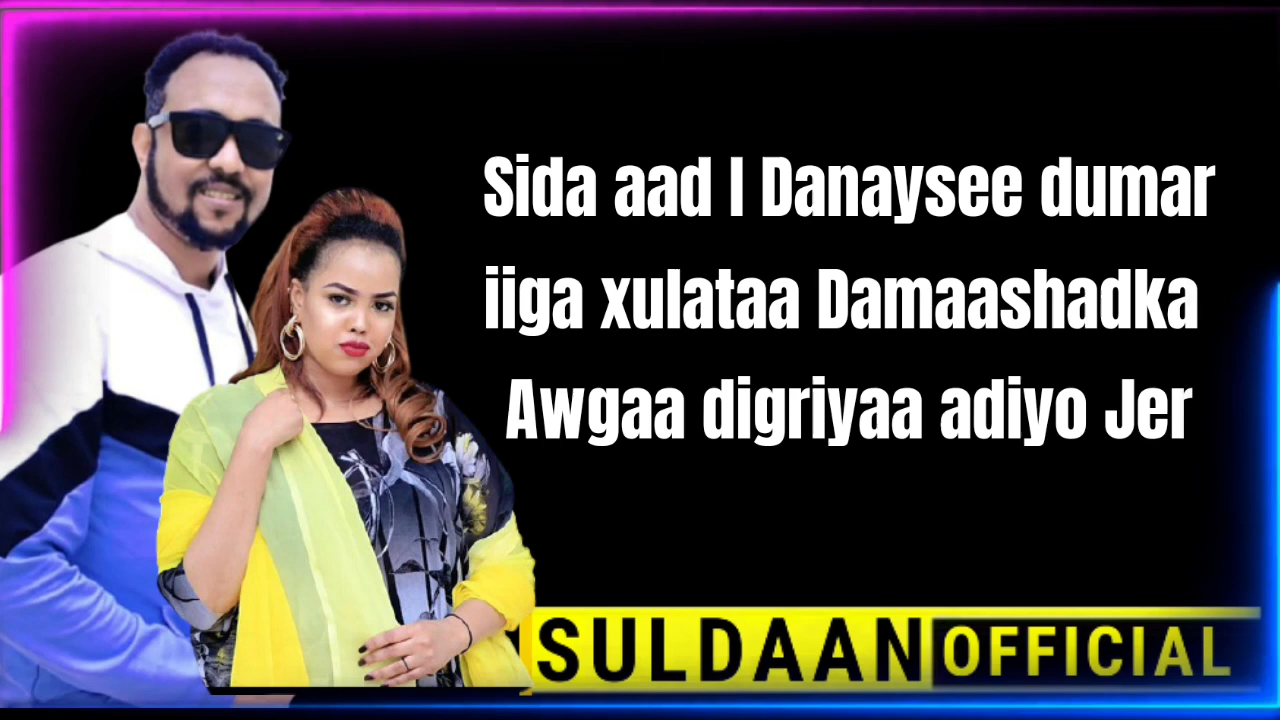 Sida aad I Danaysee dumar
iiga xulataa Damaashadka
Awgaa digriyaa adiyo Jer
SULDAAN OFFICIAL